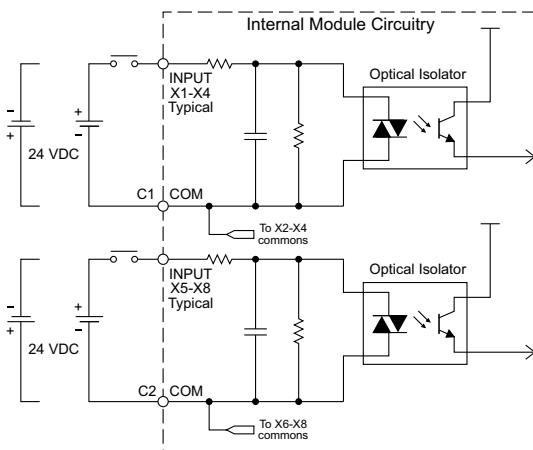 Internal Module Circuitry
INPUT
X1-X4
Typical
Optical Isolator
-
+
+
-
24 VDC
C1 COM
To X2-X4
commons
INPUT
X5-X8
Typical
Optical Isolator
-
+
+
-
24 VDC
C2 COM
To X6-X8
commons